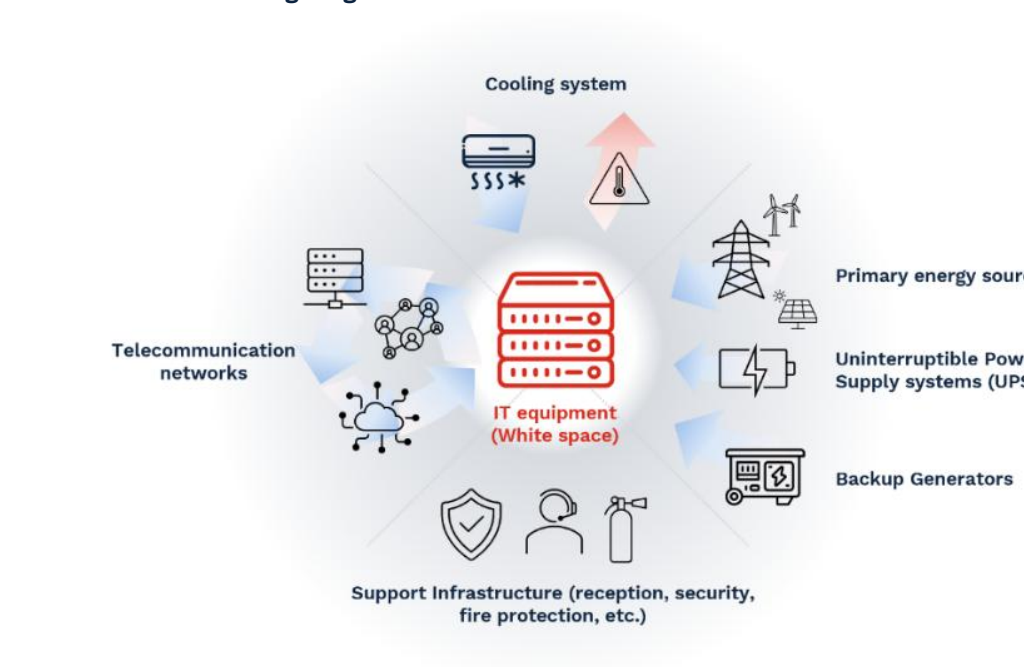 Cooling system
Primary energy sour
Telecommunication
networks
Uninterruptible Pow
Supply systems (UPS
IT equipment
(White space)
Backup Generators
Support Infrastructure (reception, security,
fire protection, etc.)